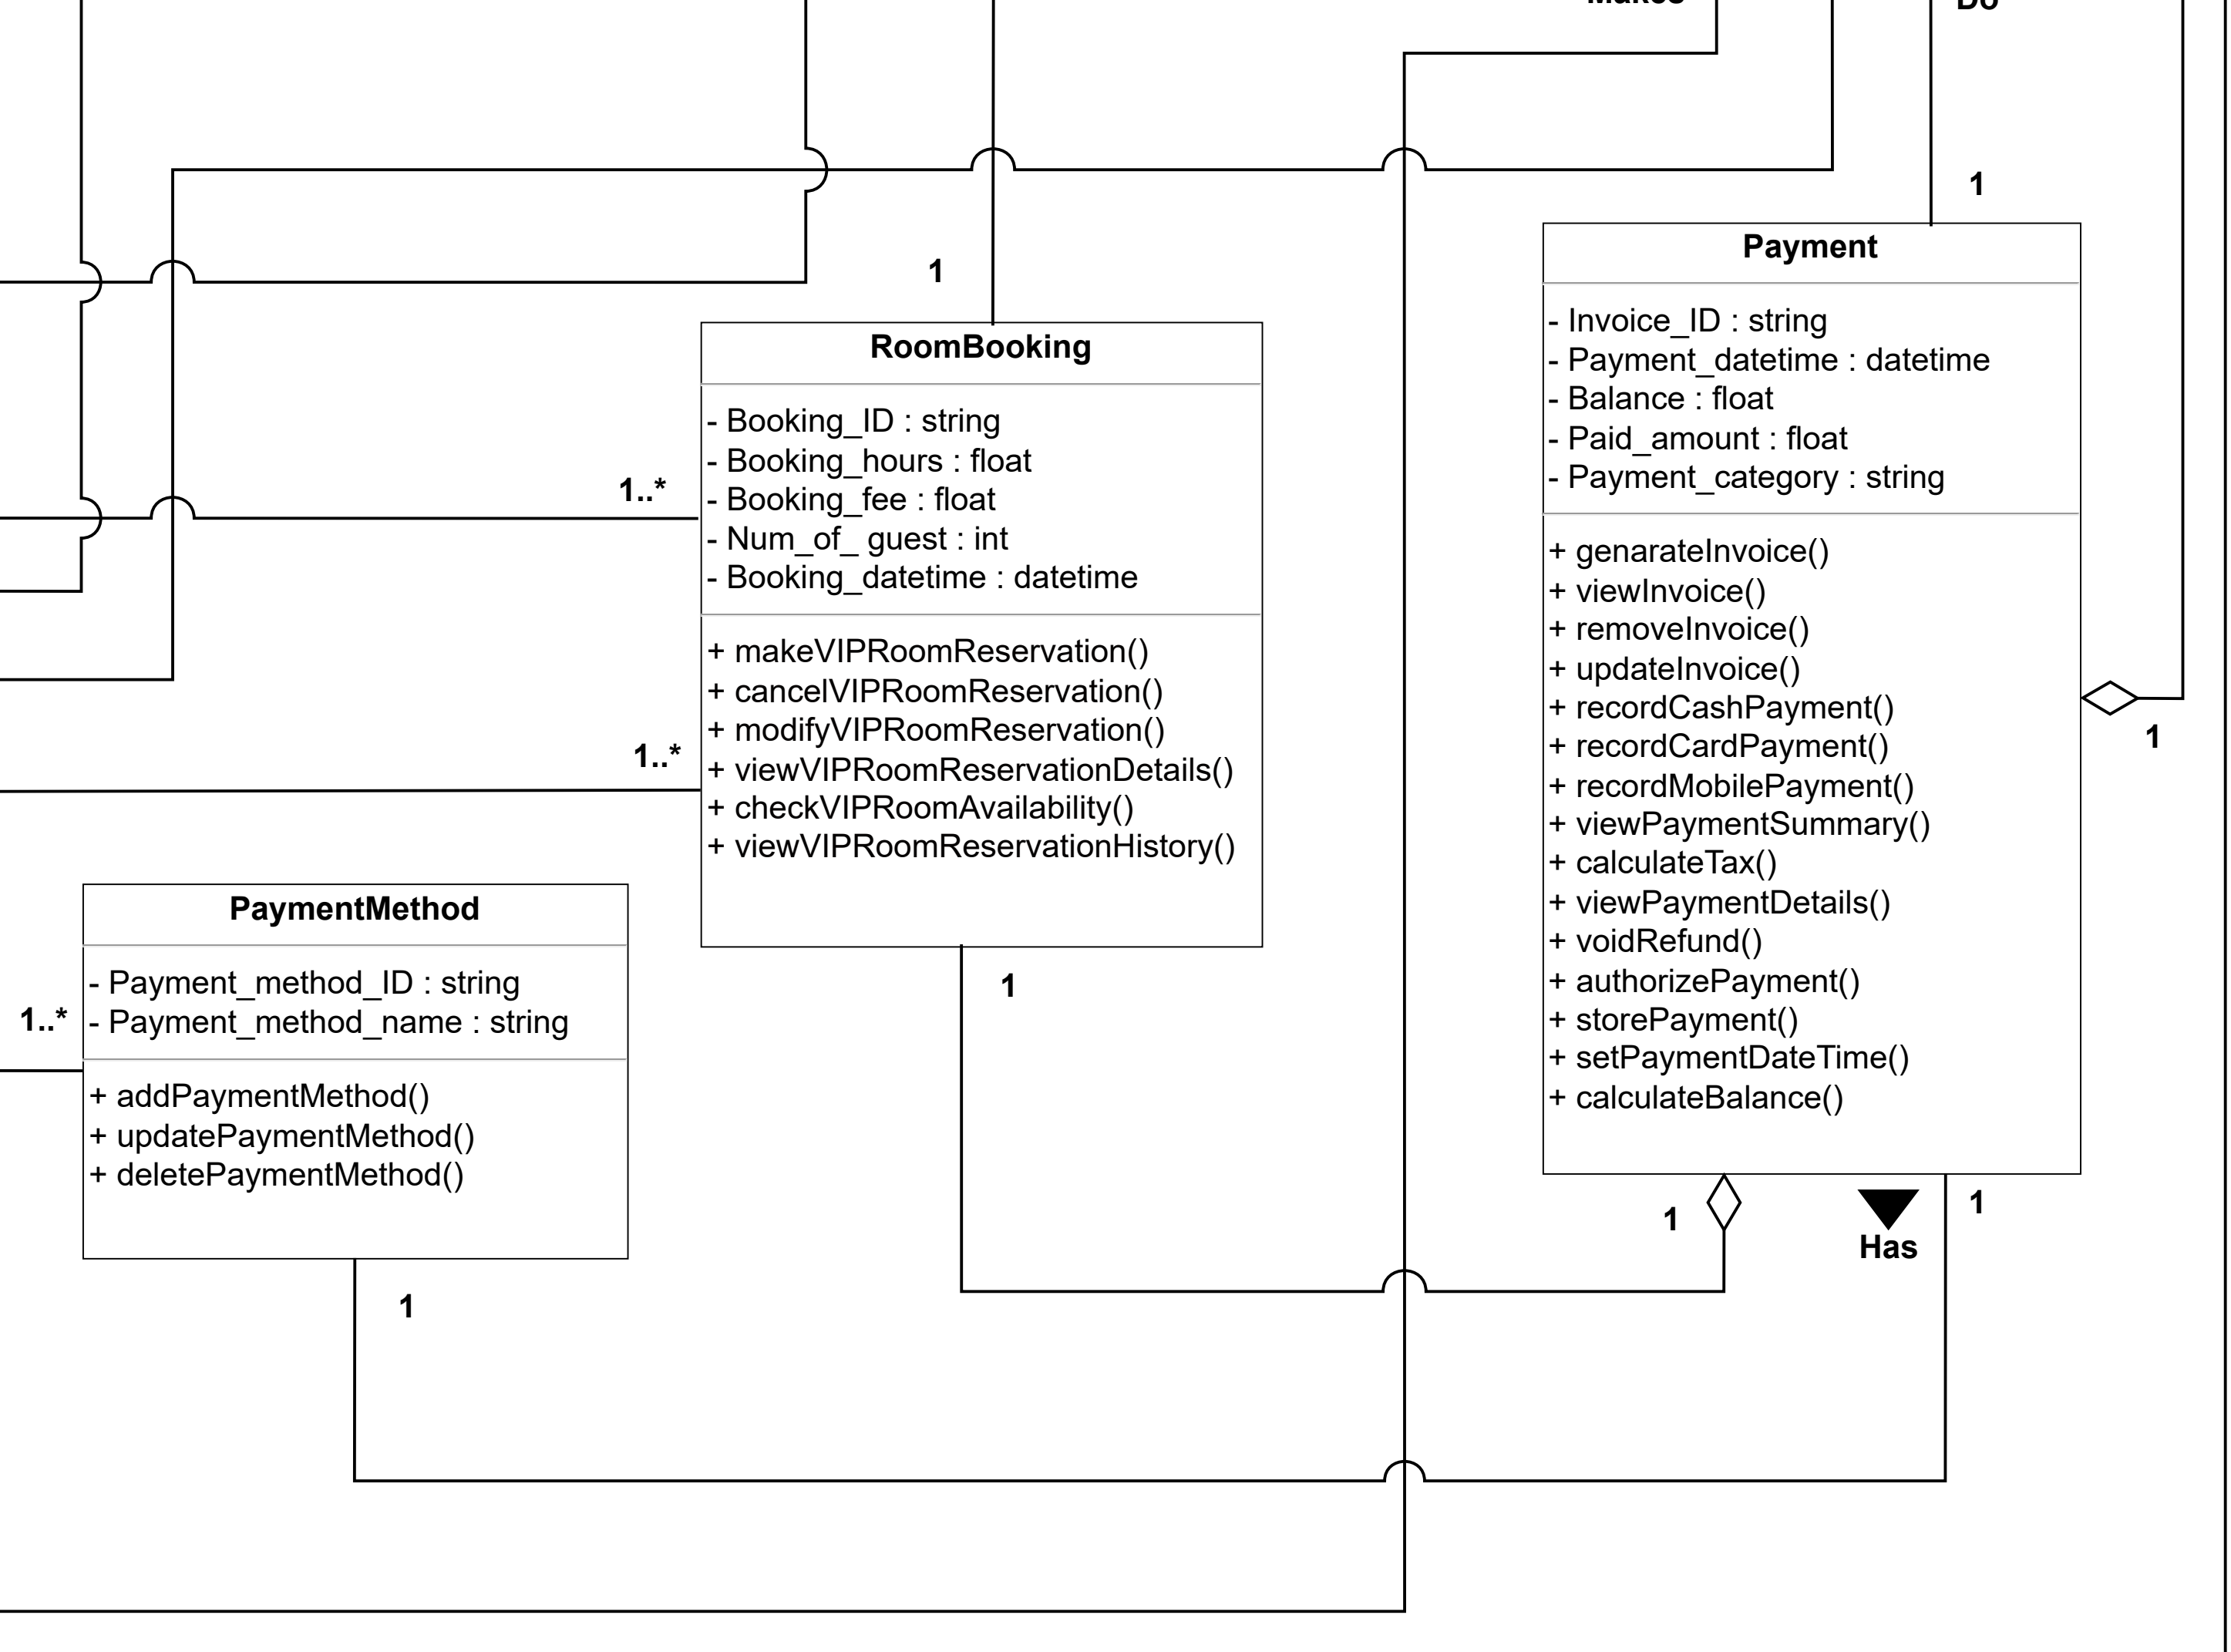 Makes
Do
1
Payment
- Invoice_ID : string
- Payment_datetime : datetime
- Balance : float
- Paid_amount : float
- Payment_category : string
+ genarateInvoice()
+ viewInvoice()
+ removeInvoice()
+ updateInvoice()
+ recordCashPayment()
+ recordCardPayment()
+ recordMobilePayment()
+ viewPaymentSummary()
+ calculateTax()
+ viewPaymentDetails()
+ voidRefund()
+ authorizePayment()
+ storePayment()
+ setPaymentDateTime()
+ calculateBalance()
1
1
Has
1
1
RoomBooking
- Booking_ID : string
- Booking_hours : float
- Booking_fee : float
- Num_of_ guest : int
- Booking_datetime : datetime
+ makeVIPRoomReservation()
+ cancelVIPRoomReservation()
+ modifyVIPRoomReservation()
+ viewVIPRoomReservationDetails()
+ checkVIPRoomAvailability()
+ viewVIPRoomReservationHistory()
1..*
1..*
1
PaymentMethod
- Payment_method_ID : string
- Payment_method_name : string
+ addPaymentMethod()
+ updatePaymentMethod()
+ deletePaymentMethod()
1..*
1